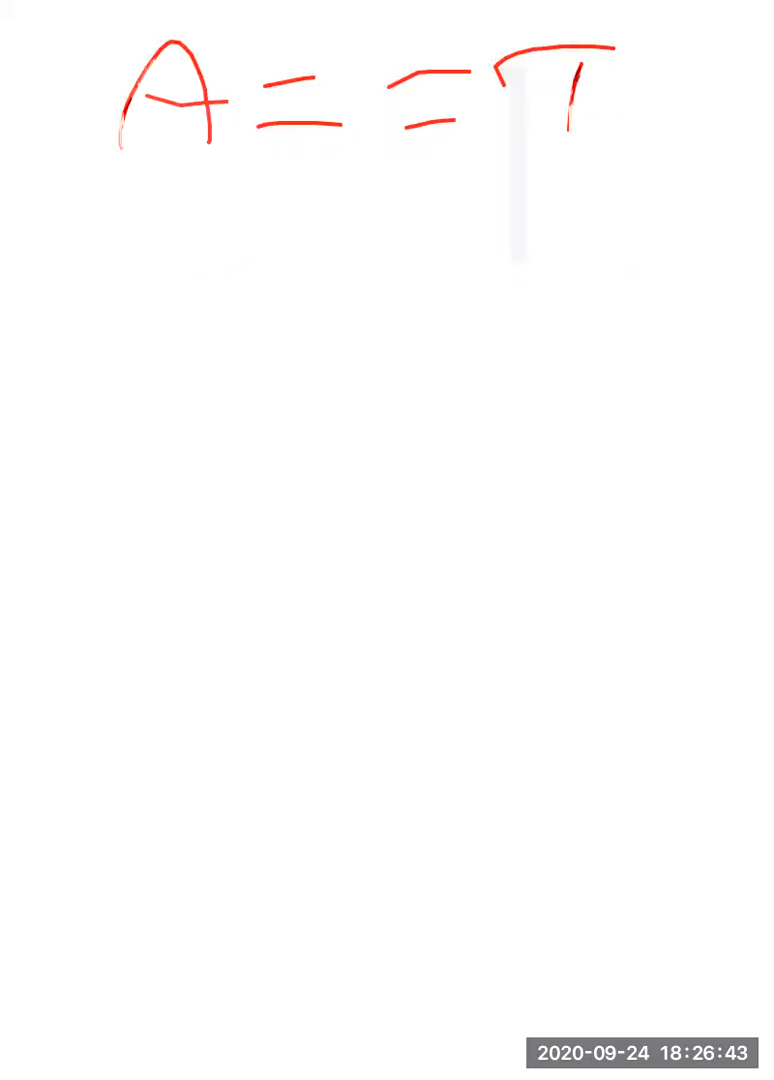 A = = T
2020-09-24 18:26:43